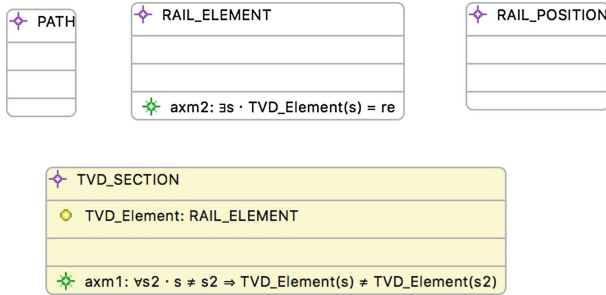 PATH
RAIL_ELEMENT
RAIL_POSITION
axm2: ∃s · TVD_Element(s) = re
TVD_SECTION
TVD_Element: RAIL_ELEMENT
axm1: ∀s2 · s ≠ s2 ⇒ TVD_Element(s) ≠ TVD_Element(s2)